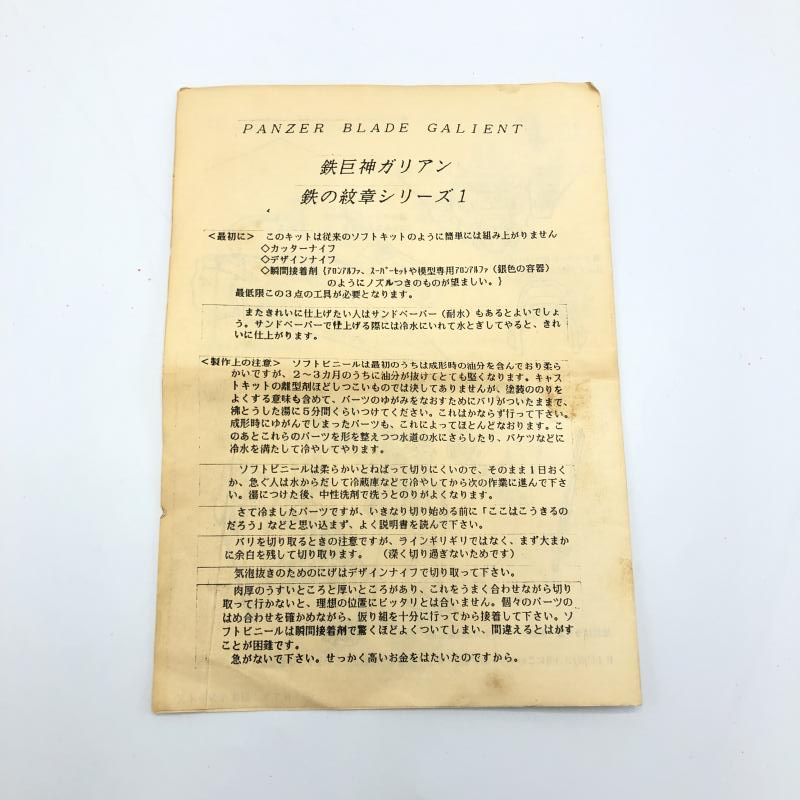 PANZER BLADE GALIENT
鉄巨神ガリアン
鉄の紋章シリーズ1
＜最初に＞ このキットは従来のソフトキットのように簡単には組み上がりません
◇カッターナイフ
◇デザインナイフ
◇瞬間接着剤｛ｱﾛﾝｱﾙﾌｧ、ｽｰﾊﾟｰｾｯﾄや模型専用ｱﾛﾝｱﾙﾌｧ（銀色の容器）
のようにノズルつきのものが望ましい。｝
最低限この3点の工具が必要となります。
またきれいに仕上げたい人はサンドペーパー（耐水）もあるとよいでしょ
う。サンドペーパーで仕上げる際には冷水にいれて水とぎしてやると、きれ
いに仕上がります。
＜製作上の注意＞ ソフトビニールは最初のうちは成形時の油分を含んでおり柔ら
かいですが、2〜3カ月のうちに油分が抜けてとても堅くなります。キャス
トキットの離型剤ほどしつこいものでは決してありませんが、塗装ののりを
よくする意味も含めて、パーツのゆがみをなおすためにバリがついたままで、
沸とうした湯に5分間くらいつけてください。これはかならず行って下さい。
成形時にゆがんでしまったパーツも、これによってほとんどなおります。こ
のあとこれらのパーツを形を整えつつ水道の水にさらしたり、バケツなどに
冷水を満たして冷やしてやります。
ソフトビニールは柔らかいとねばって切りにくいので、そのまま1日おく
か、急ぐ人は水からだして冷蔵庫などで冷やしてから次の作業に進んで下さ
い。湯につけた後、中性洗剤で洗うとのりがよくなります。
さて冷ましたパーツですが、いきなり切り始める前に「ここはこうきるの
だろう」などと思い込まず、よく説明書を読んで下さい。
バリを切り取るときの注意ですが、ラインギリギリではなく、まず大まか
に余白を残して切り取ります。 （深く切り過ぎないためです）
気泡抜きのためのにげはデザインナイフで切り取って下さい。
肉厚のうすいところと厚いところがあり、これをうまく合わせながら切り
取って行かないと、理想の位置にピッタリとは合いません。個々のパーツの
はめ合わせを確かめながら、仮り組を十分に行ってから接着して下さい。ソ
フトビニールは瞬間接着剤で驚くほどよくついてしまい、間違えるとはがす
ことが困難です。
急がないで下さい。せっかく高いお金をはたいたのですから。